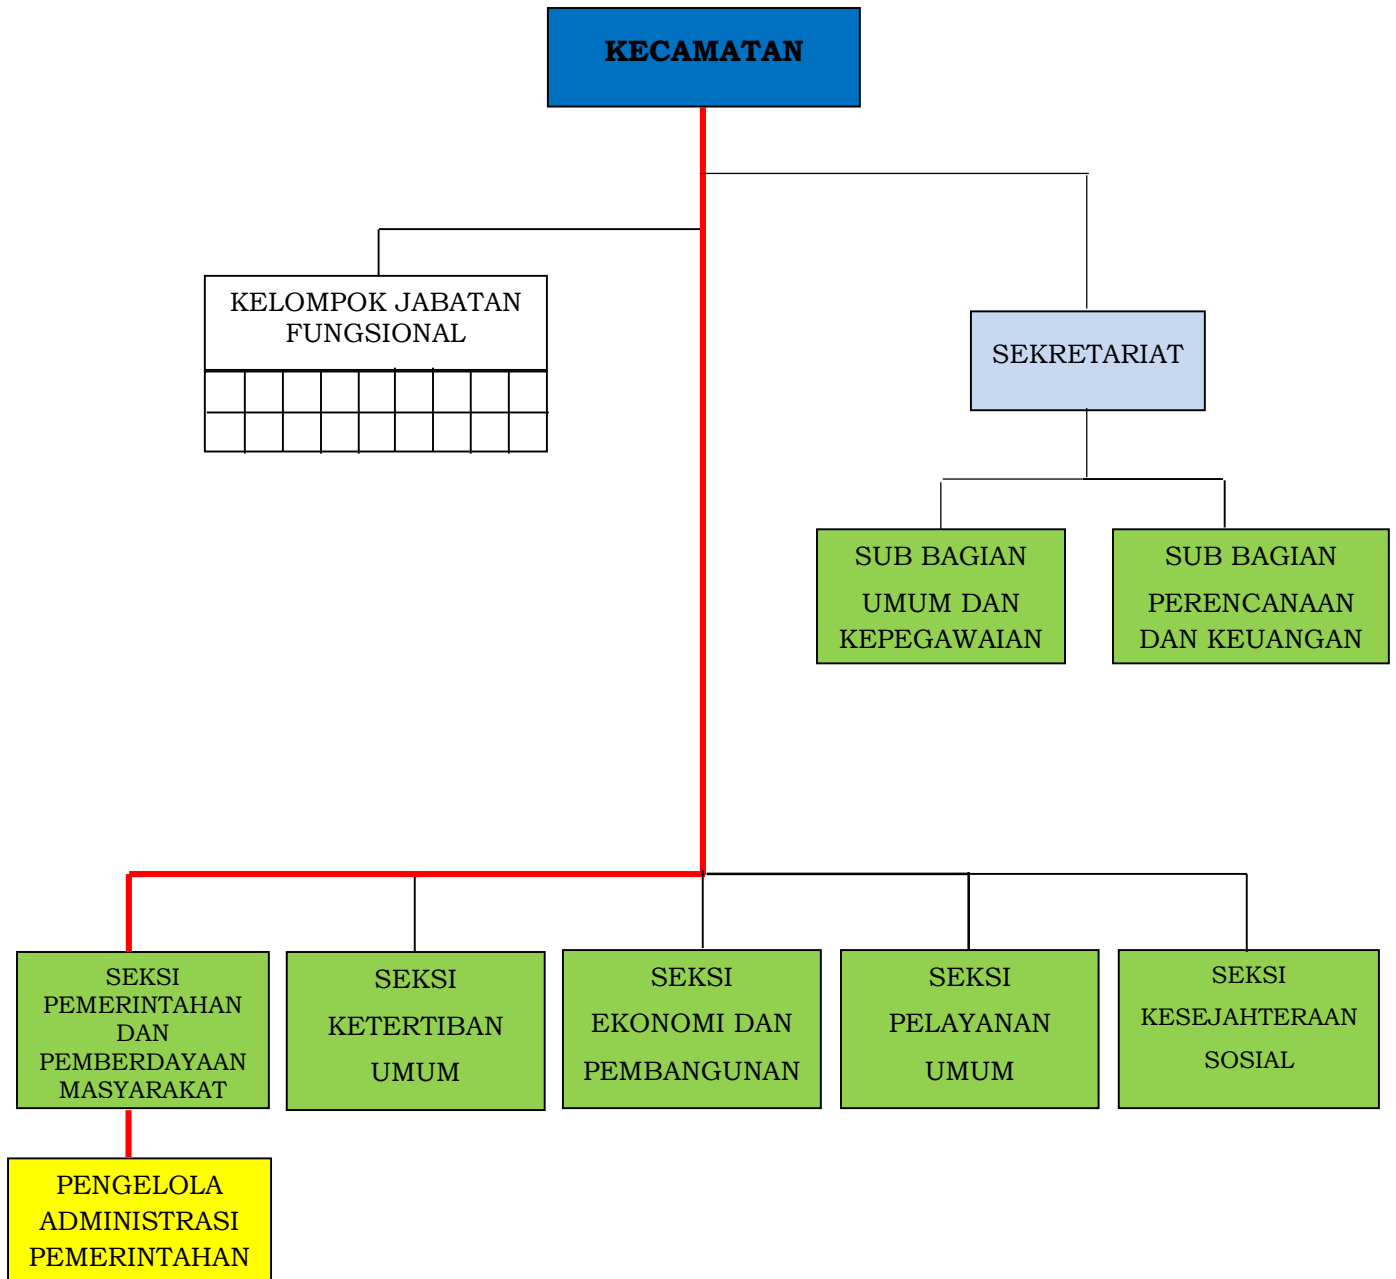 KECAMATAN
KELOMPOK JABATAN
FUNGSIONAL
SEKRETARIAT
SUB BAGIAN
UMUM DAN
KEPEGAWAIAN
SUB BAGIAN
PERENCANAAN
DAN KEUANGAN
SEKSI
PEMERINTAHAN
DAN
PEMBERDAYAAN
MASYARAKAT
SEKSI
KETERTIBAN
UMUM
SEKSI
EKONOMI DAN
PEMBANGUNAN
SEKSI
PELAYANAN
UMUM
SEKSI
KESEJAHTERAAN
SOSIAL
PENGELOLA
ADMINISTRASI
PEMERINTAHAN